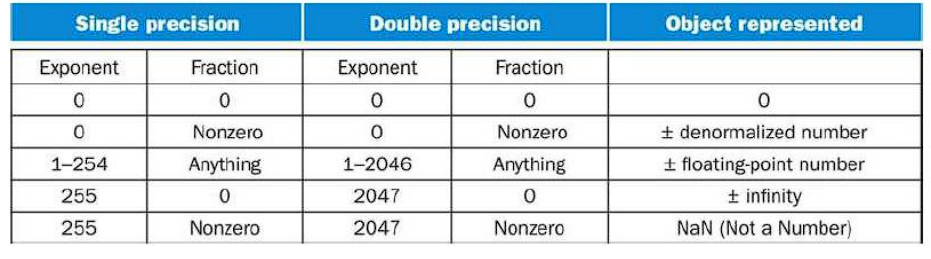 Single precision Double precision Object represented
Exponent Fraction Exponent Fraction
0 0 0 0 0
0 Nonzero 0 Nonzero ± denormalized number
1–254 Anything 1–2046 Anything ± floating-point number
255 0 2047 0 ± infinity
255 Nonzero 2047 Nonzero NaN (Not a Number)